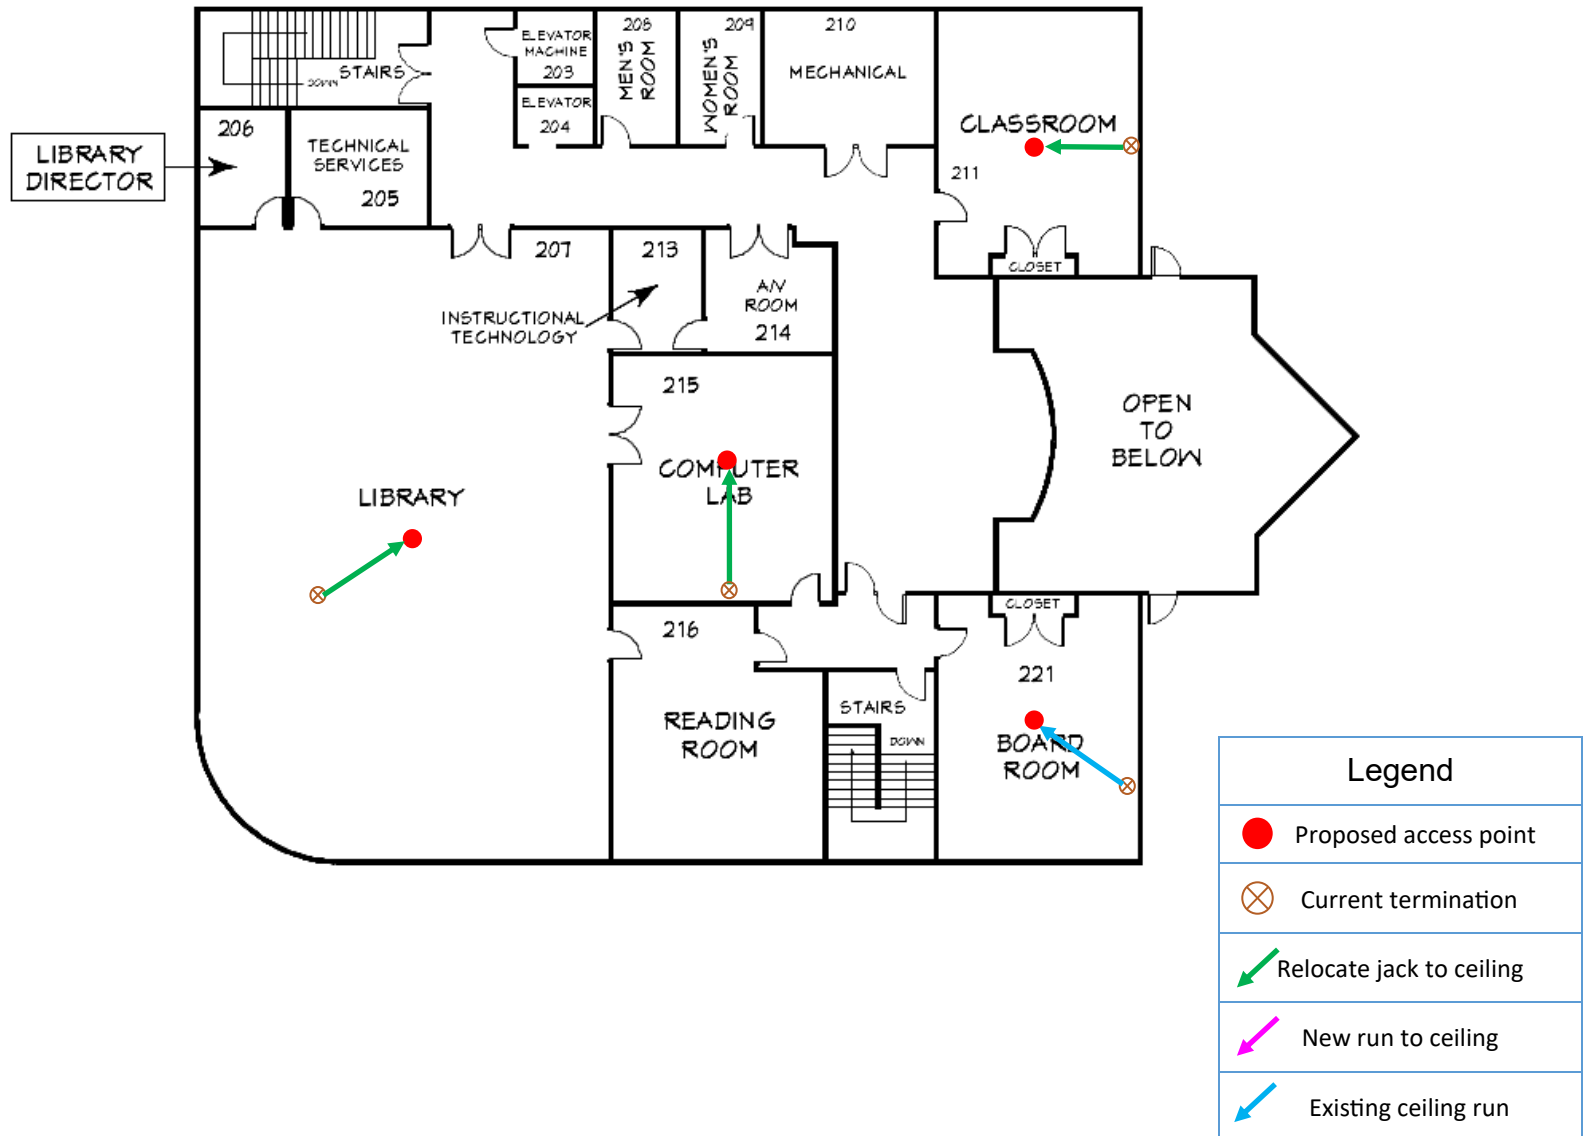 STAIRS
DOWN
ELEVATOR
MACHINE
203
ELEVATOR
204
208
MEN'S
ROOM
209
WOMEN'S
ROOM
210
MECHANICAL
CLASSROOM
211
CLOSET
LIBRARY
DIRECTOR
206
TECHNICAL
SERVICES
205
207
213
INSTRUCTIONAL
TECHNOLOGY
A/V
ROOM
214
215
COMPUTER
LAB
LIBRARY
OPEN
TO
BELOW
216
READING
ROOM
STAIRS
DOWN
CLOSET
221
BOARD
ROOM
Legend
Proposed access point
Current termination
Relocate jack to ceiling
New run to ceiling
Existing ceiling run